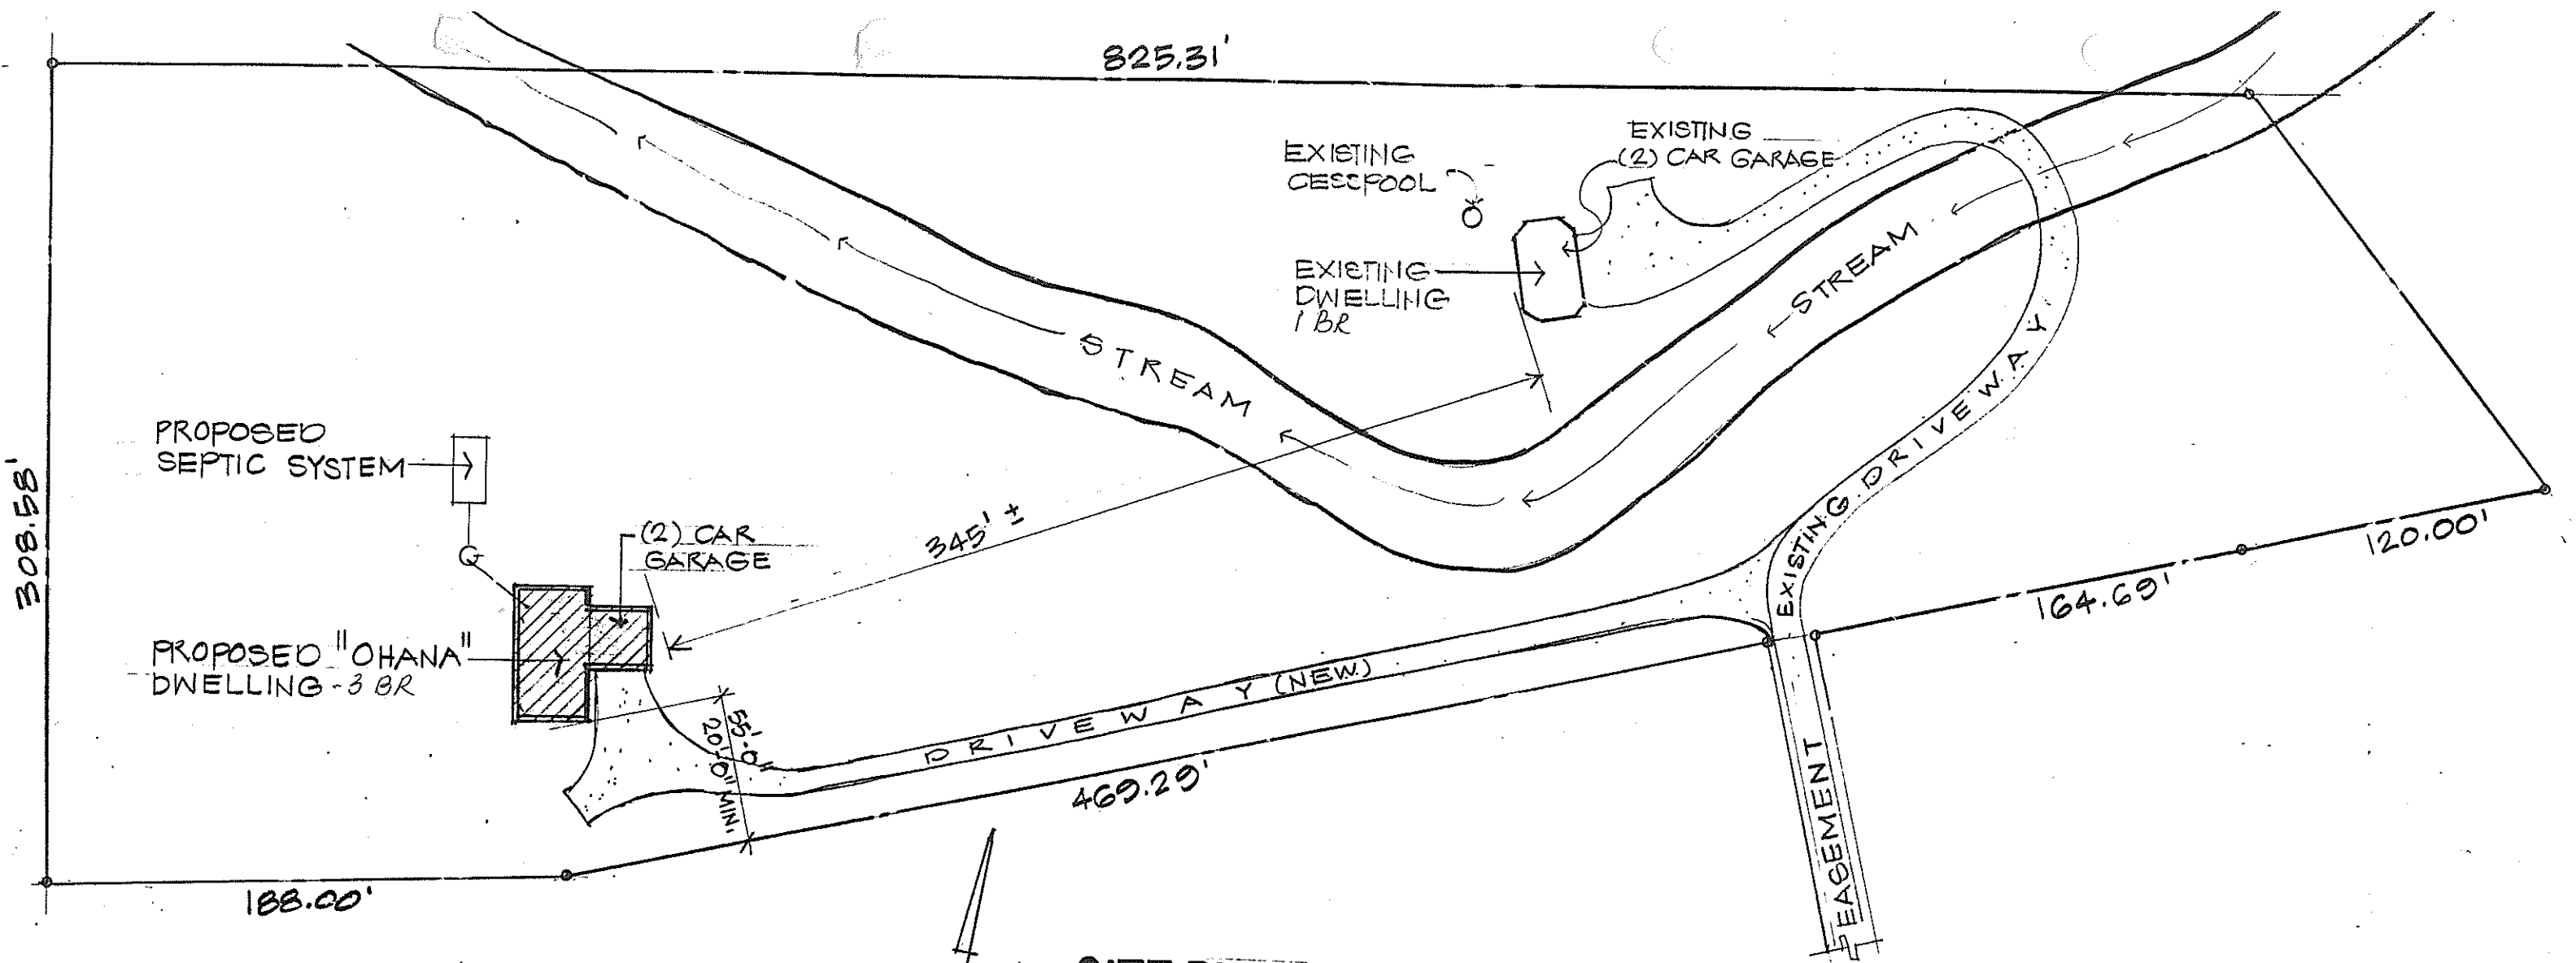 825.31'
EXISTING
(2) CAR GARAGE
EXISTING
CESSPOOL
EXISTING
DWELLING
1 BR
STREAM
STREAM
EXISTING DRIVEWAY
PROPOSED
SEPTIC SYSTEM
308.58'
(2) CAR
GARAGE
345' ±
120.00'
164.69'
PROPOSED "OHANA"
DWELLING - 3 BR
55'-0"
20'-0" MIN.
DRIVEWAY (NEW)
469.29'
188.00'
EASEMENT